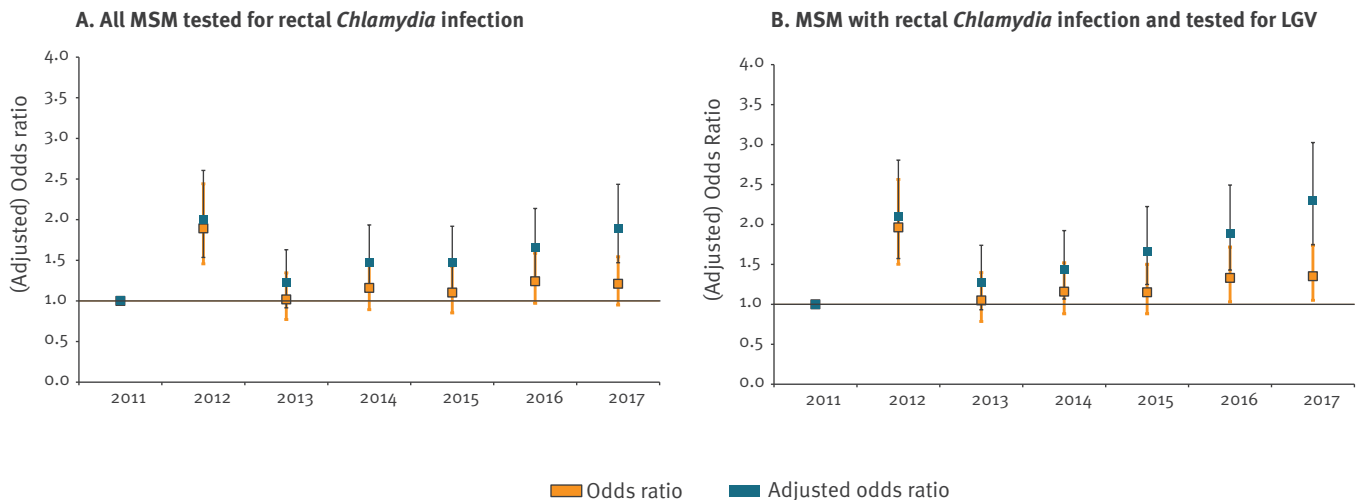 A. All MSM tested for rectal Chlamydia infection
(Adjusted) Odds ratio
4.0
3.5
3.0
2.5
2.0
1.5
1.0
0.5
0.0
2011 2012 2013 2014 2015 2016 2017
B. MSM with rectal Chlamydia infection and tested for LGV
(Adjusted) Odds Ratio
4.0
3.5
3.0
2.5
2.0
1.5
1.0
0.5
0.0
2011 2012 2013 2014 2015 2016 2017
Odds ratio Adjusted odds ratio